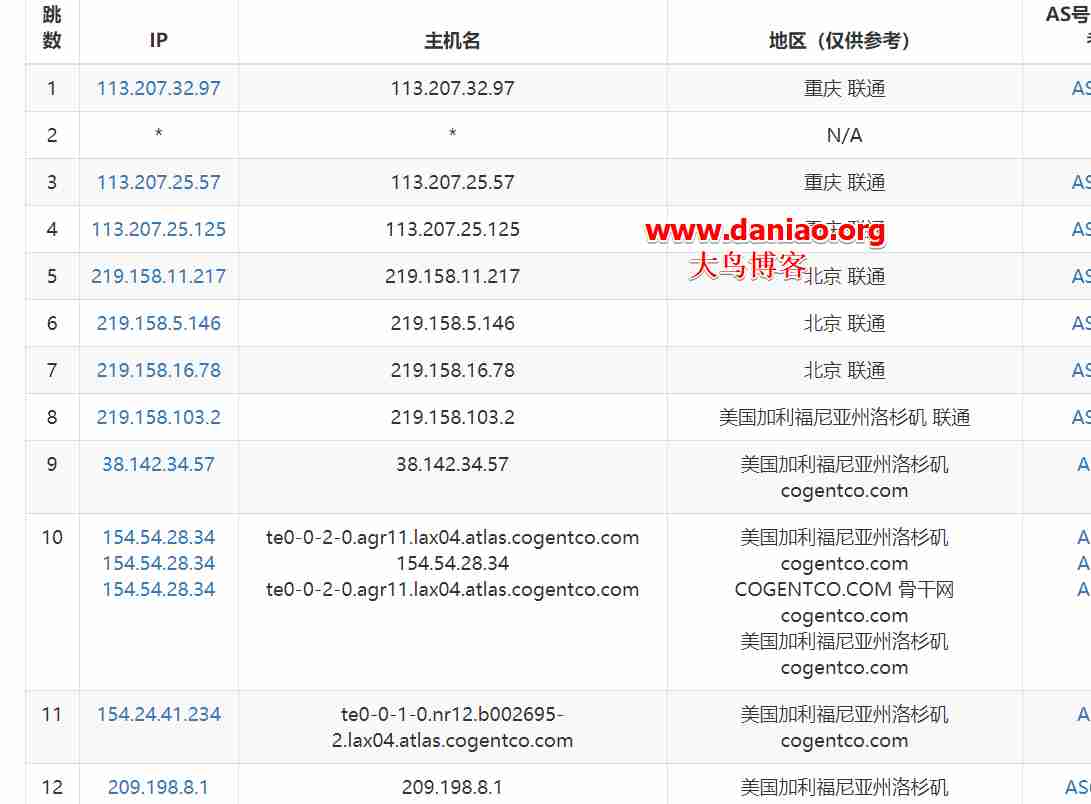 跳数 IP 主机名 地区（仅供参考） AS号
1 113.207.32.97 113.207.32.97 重庆 联通 AS
2 * * N/A
3 113.207.25.57 113.207.25.57 重庆 联通 AS
4 113.207.25.125 113.207.25.125 AS
www.daniao.org
大鸟博客
5 219.158.11.217 219.158.11.217 北京 联通 AS
6 219.158.5.146 219.158.5.146 北京 联通 AS
7 219.158.16.78 219.158.16.78 北京 联通 AS
8 219.158.103.2 219.158.103.2 美国加利福尼亚州洛杉矶 联通 AS
9 38.142.34.57 38.142.34.57 美国加利福尼亚州洛杉矶 A
cogentco.com
10 154.54.28.34 te0-0-2-0.agr11.lax04.atlas.cogentco.com 美国加利福尼亚州洛杉矶 A
154.54.28.34 154.54.28.34 cogentco.com A
154.54.28.34 te0-0-2-0.agr11.lax04.atlas.cogentco.com COGENTCO.COM 骨干网 A
cogentco.com
美国加利福尼亚州洛杉矶
cogentco.com
11 154.24.41.234 te0-0-1-0.nr12.b002695- 美国加利福尼亚州洛杉矶 A
2.lax04.atlas.cogentco.com cogentco.com
12 209.198.8.1 209.198.8.1 美国加利福尼亚州洛杉矶 AS